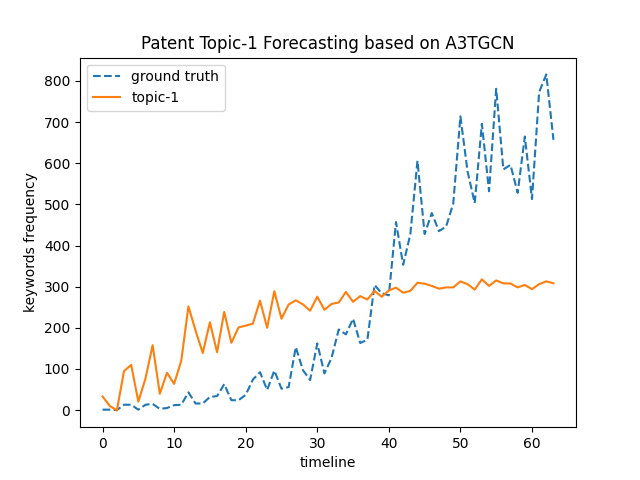 Patent Topic-1 Forecasting based on A3TGCN
ground truth
topic-1
keywords frequency
800
700
600
500
400
300
200
100
0
0 10 20 30 40 50 60
timeline